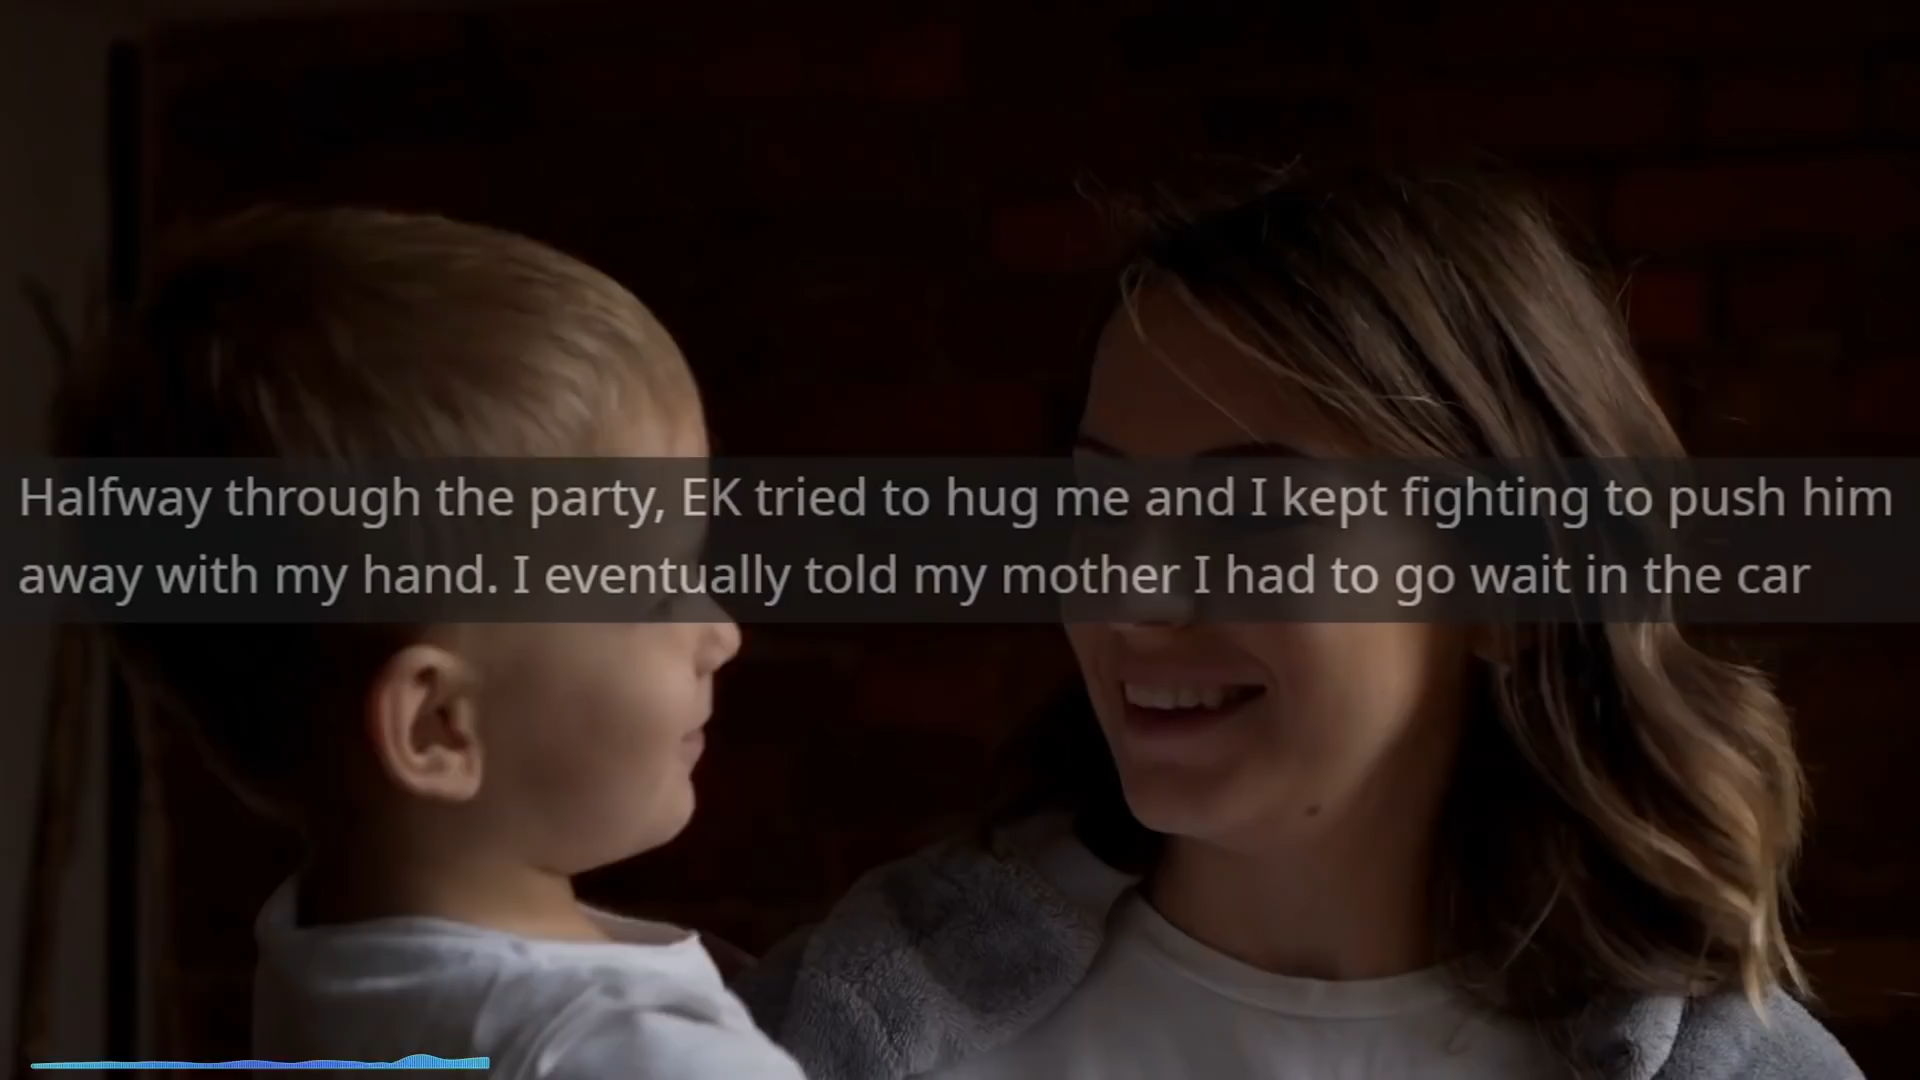 Halfway through the party, EK tried to hug me and I kept fighting to push him
away with my hand. I eventually told my mother I had to go wait in the car